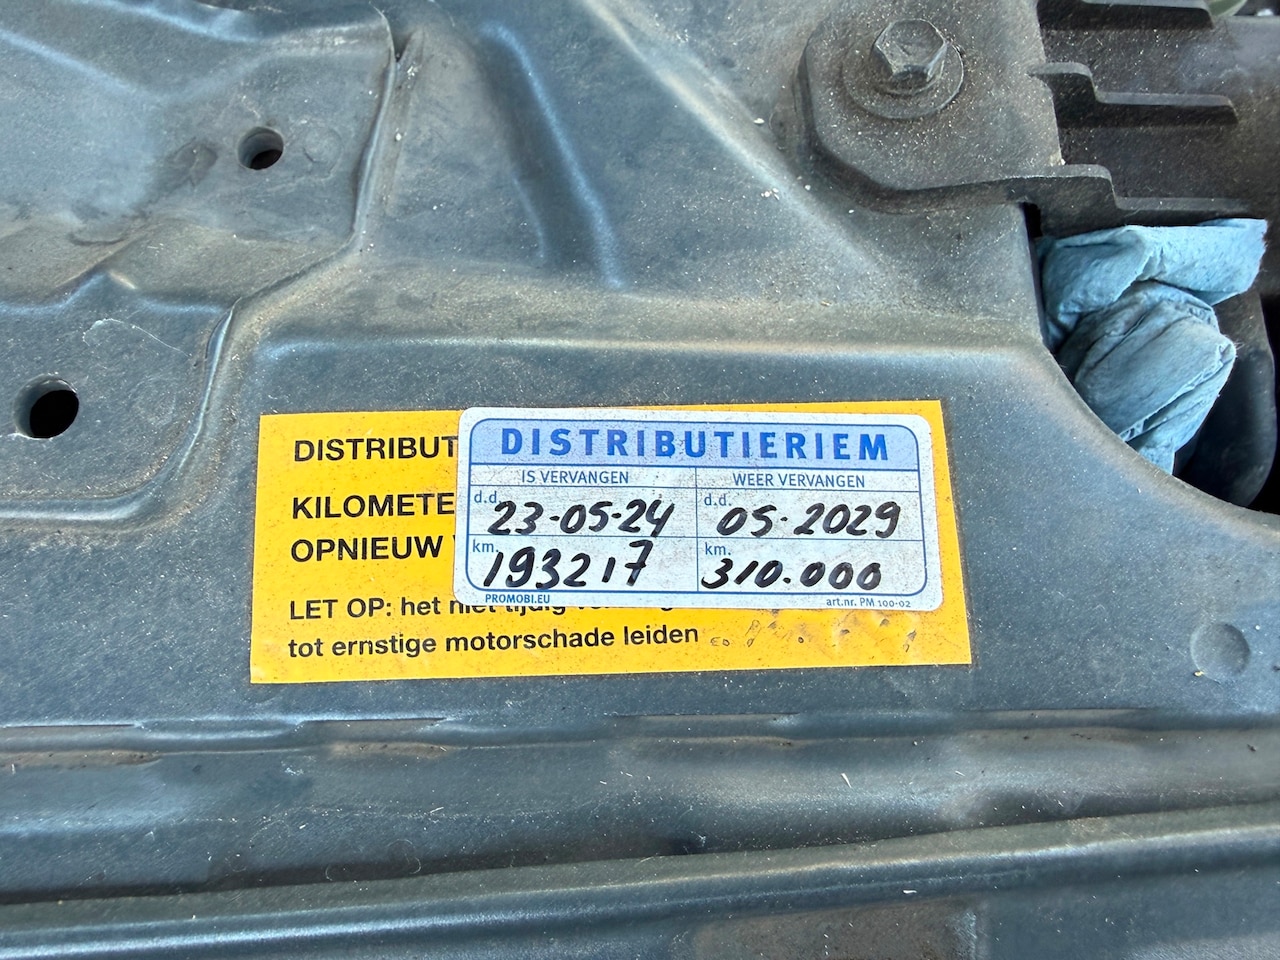 DISTRIBUT
KILOMETE
OPNIEUW
LET OP: het niet tijdig
tot ernstige motorschade leiden
DISTRIBUTIERIEM
IS VERVANGEN
WEER VERVANGEN
d.d. 23-05-24
d.d. 05-2029
km. 193217
km. 310.000
PROMOBI.EU
art.nr. PM 100-02